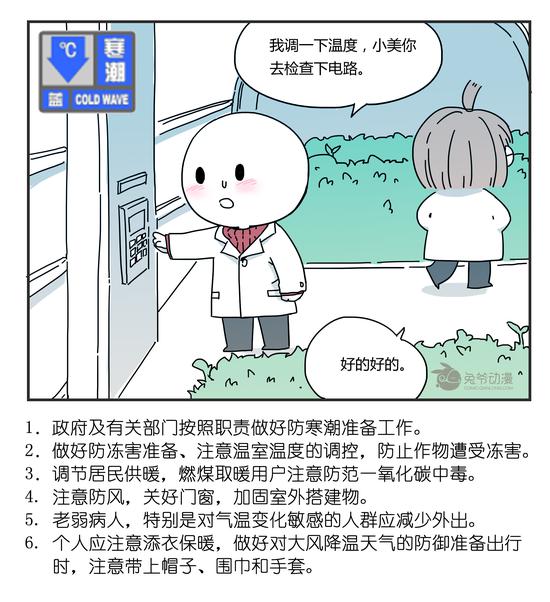 ℃
寒潮
蓝
COLD WAVE
我调一下温度，小美你
去检查下电路。
好的好的。
兔爷动漫
1. 政府及有关部门按照职责做好防寒潮准备工作。
2. 做好防冻害准备、注意温室温度的调控，防止作物遭受冻害。
3. 调节居民供暖，燃煤取暖用户注意防范一氧化碳中毒。
4. 注意防风，关好门窗，加固室外搭建物。
5. 老弱病人，特别是对气温变化敏感的人群应减少外出。
6. 个人应注意添衣保暖，做好对大风降温天气的防御准备出行
时，注意带上帽子、围巾和手套。